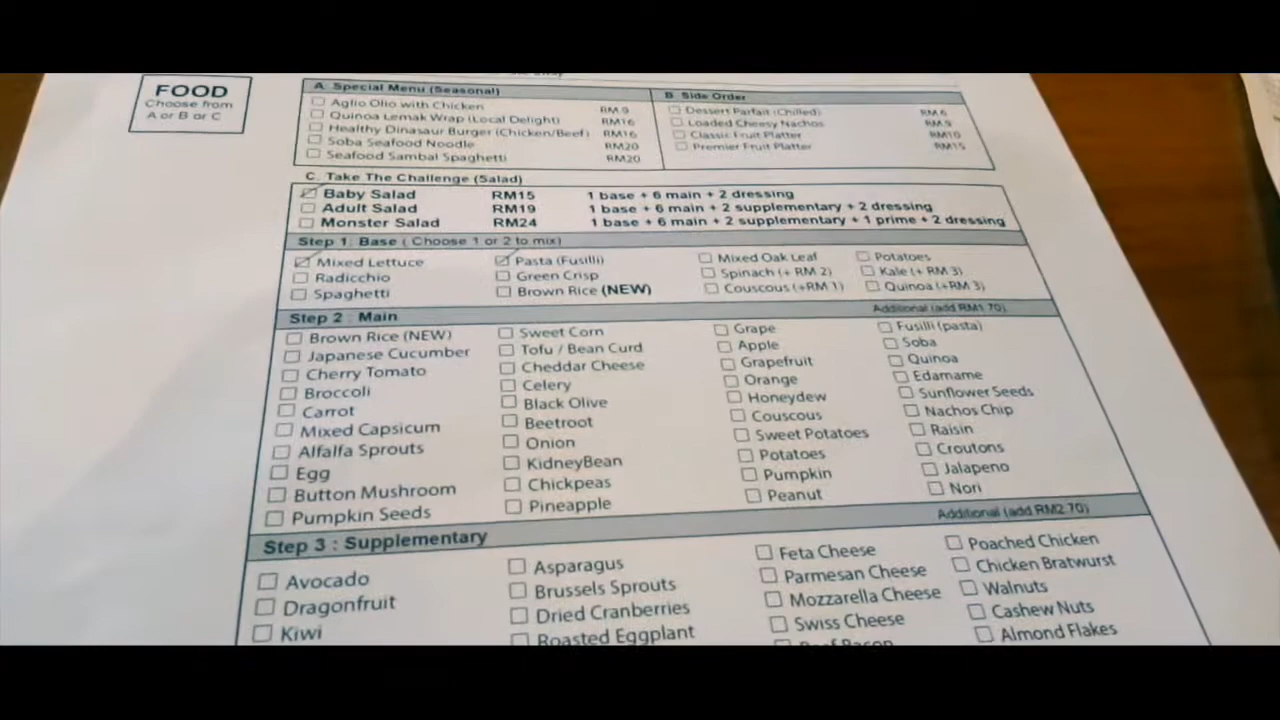 FOOD
Choose from
A or B or C
A. Special Menu (Seasonal)
Aglio Olio with Chicken RM 9
Quinoa Lemak Wrap (Local Delight) RM16
Healthy Dinasaur Burger (Chicken/Beef) RM16
Soba Seafood Noodle RM20
Seafood Sambal Spaghetti RM20
B. Side Order
Dessert Parfait (Chilled) RM 6
Loaded Cheesy Nachos RM 9
Classic Fruit Platter RM10
Premier Fruit Platter RM15
C. Take The Challenge (Salad)
Baby Salad RM15 1 base + 6 main + 2 dressing
Adult Salad RM19 1 base + 6 main + 2 supplementary + 2 dressing
Monster Salad RM24 1 base + 6 main + 2 supplementary + 1 prime + 2 dressing
Step 1: Base ( Choose 1 or 2 to mix)
Mixed Lettuce Pasta (Fusilli) Mixed Oak Leaf Potatoes
Radicchio Green Crisp Spinach (+ RM 2) Kale (+ RM 3)
Spaghetti Brown Rice (NEW) Couscous (+RM 1) Quinoa (+RM 3)
Step 2 : Main Additional (add RM1.70)
Brown Rice (NEW) Sweet Corn Grape Fusilli (pasta)
Japanese Cucumber Tofu / Bean Curd Apple Soba
Cherry Tomato Cheddar Cheese Grapefruit Quinoa
Broccoli Celery Orange Edamame
Carrot Black Olive Honeydew Sunflower Seeds
Mixed Capsicum Beetroot Couscous Nachos Chip
Alfalfa Sprouts Onion Sweet Potatoes Raisin
Egg KidneyBean Potatoes Croutons
Button Mushroom Chickpeas Pumpkin Jalapeno
Pumpkin Seeds Pineapple Peanut Nori
Step 3 : Supplementary Additional (add RM2.70)
Avocado Asparagus Feta Cheese Poached Chicken
Dragonfruit Brussels Sprouts Parmesan Cheese Chicken Bratwurst
Kiwi Dried Cranberries Mozzarella Cheese Walnuts
Roasted Eggplant Swiss Cheese Cashew Nuts
Beef Bacon Almond Flakes